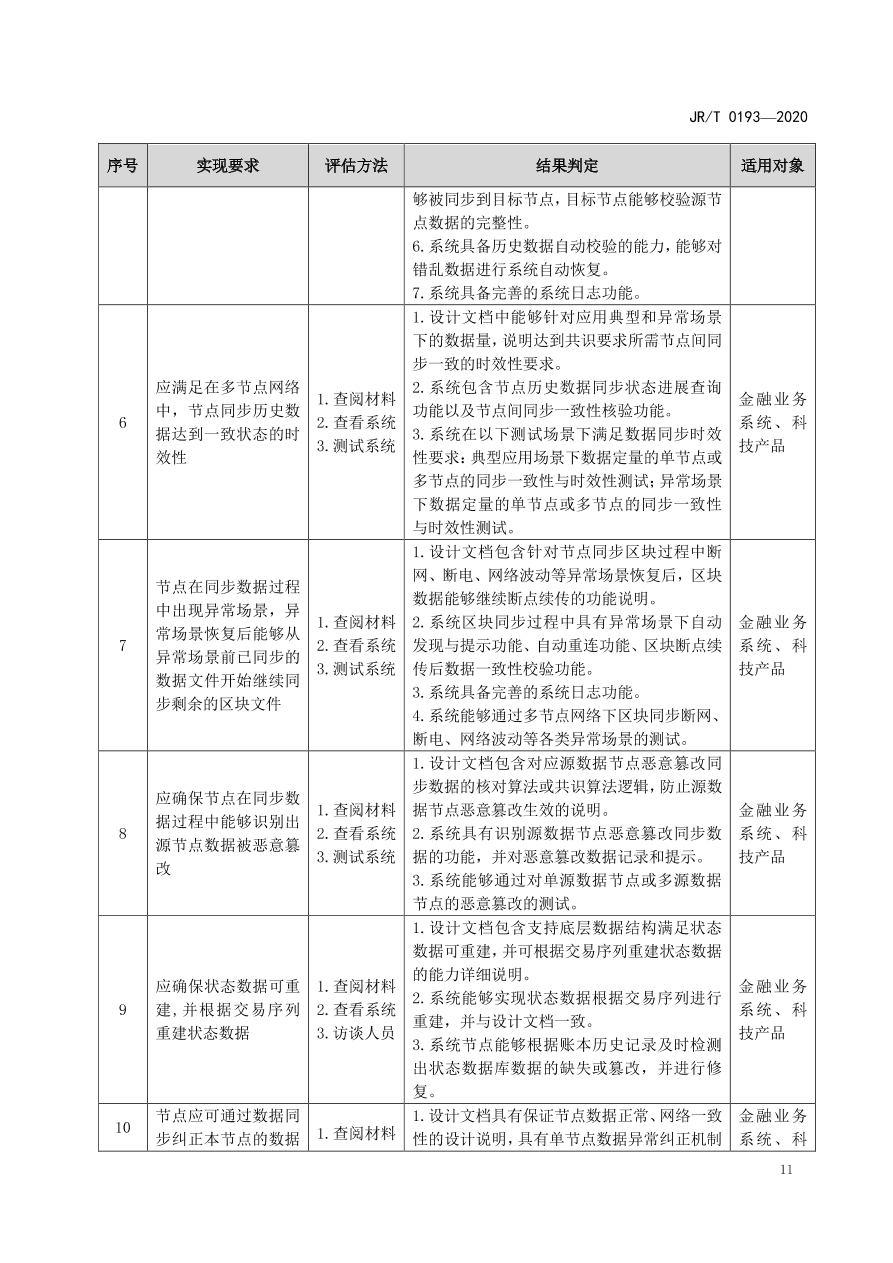 JR/T 0193—2020
序号 实现要求 评估方法 结果判定 适用对象
够被同步到目标节点，目标节点能够校验源节
点数据的完整性。
6.系统具备历史数据自动校验的能力，能够对
错乱数据进行系统自动恢复。
7.系统具备完善的系统日志功能。
6
应满足在多节点网络
中，节点同步历史数
据达到一致状态的时
效性
1.查阅材料
2.查看系统
3.测试系统
1.设计文档中能够针对应用典型和异常场景
下的数据量，说明达到共识要求所需节点间同
步一致的时效性要求。
2.系统包含节点历史数据同步状态进展查询
功能以及节点间同步一致性核验功能。
3.系统在以下测试场景下满足数据同步时效
性要求：典型应用场景下数据定量的单节点或
多节点的同步一致性与时效性测试；异常场景
下数据定量的单节点或多节点的同步一致性
与时效性测试。
金融业务
系统、科
技产品
7
节点在同步数据过程
中出现异常场景，异
常场景恢复后能够从
异常场景前已同步的
数据文件开始继续同
步剩余的区块文件
1.查阅材料
2.查看系统
3.测试系统
1.设计文档包含针对节点同步区块过程中断
网、断电、网络波动等异常场景恢复后，区块
数据能够继续断点续传的功能说明。
2.系统区块同步过程中具有异常场景下自动
发现与提示功能、自动重连功能、区块断点续
传后数据一致性校验功能。
3.系统具备完善的系统日志功能。
4.系统能够通过多节点网络下区块同步断网、
断电、网络波动等各类异常场景的测试。
金融业务
系统、科
技产品
8
应确保节点在同步数
据过程中能够识别出
源节点数据被恶意篡
改
1.查阅材料
2.查看系统
3.测试系统
1.设计文档包含对应源数据节点恶意篡改同
步数据的核对算法或共识算法逻辑，防止源数
据节点恶意篡改生效的说明。
2.系统具有识别源数据节点恶意篡改同步数
据的功能，并对恶意篡改数据记录和提示。
3.系统能够通过对单源数据节点或多源数据
节点的恶意篡改的测试。
金融业务
系统、科
技产品
9
应确保状态数据可重
建,并根据交易序列
重建状态数据
1.查阅材料
2.查看系统
3.访谈人员
1.设计文档包含支持底层数据结构满足状态
数据可重建，并可根据交易序列重建状态数据
的能力详细说明。
2.系统能够实现状态数据根据交易序列进行
重建，并与设计文档一致。
3.系统节点能够根据账本历史记录及时检测
出状态数据库数据的缺失或篡改，并进行修
复。
金融业务
系统、科
技产品
10
节点应可通过数据同
步纠正本节点的数据
1.查阅材料
1.设计文档具有保证节点数据正常、网络一致
性的设计说明，具有单节点数据异常纠正机制
金融业务
系统、科
11